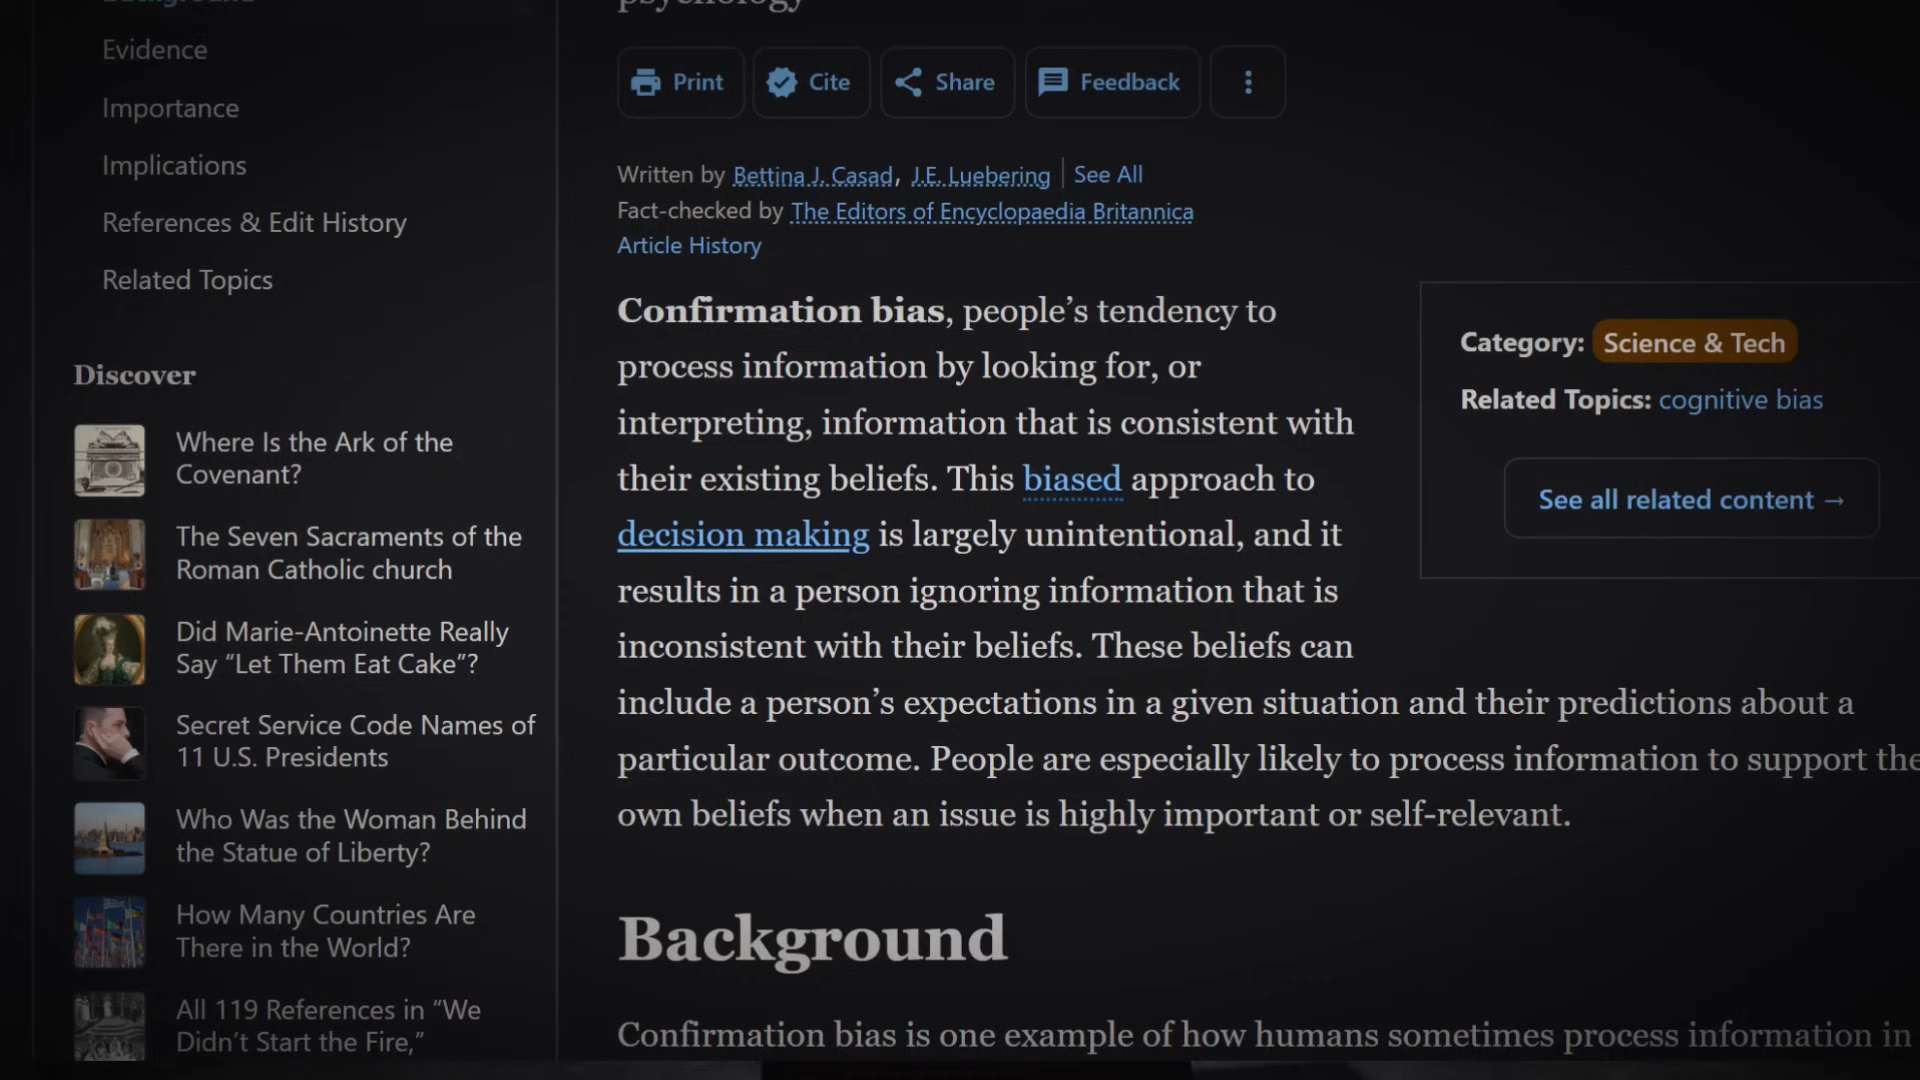 Background
Evidence
Importance
Implications
References & Edit History
Related Topics
Discover
Where Is the Ark of the
Covenant?
The Seven Sacraments of the
Roman Catholic church
Did Marie-Antoinette Really
Say “Let Them Eat Cake”?
Secret Service Code Names of
11 U.S. Presidents
Who Was the Woman Behind
the Statue of Liberty?
How Many Countries Are
There in the World?
All 119 References in “We
Didn’t Start the Fire,”
psychology
Print
Cite
Share
Feedback
Written by Bettina J. Casad, J.E. Luebering See All
Fact-checked by The Editors of Encyclopaedia Britannica
Article History
Confirmation bias, people’s tendency to
process information by looking for, or
interpreting, information that is consistent with
their existing beliefs. This biased approach to
decision making is largely unintentional, and it
results in a person ignoring information that is
inconsistent with their beliefs. These beliefs can
include a person’s expectations in a given situation and their predictions about a
particular outcome. People are especially likely to process information to support the
own beliefs when an issue is highly important or self-relevant.
Category: Science & Tech
Related Topics: cognitive bias
See all related content →
Background
Confirmation bias is one example of how humans sometimes process information in